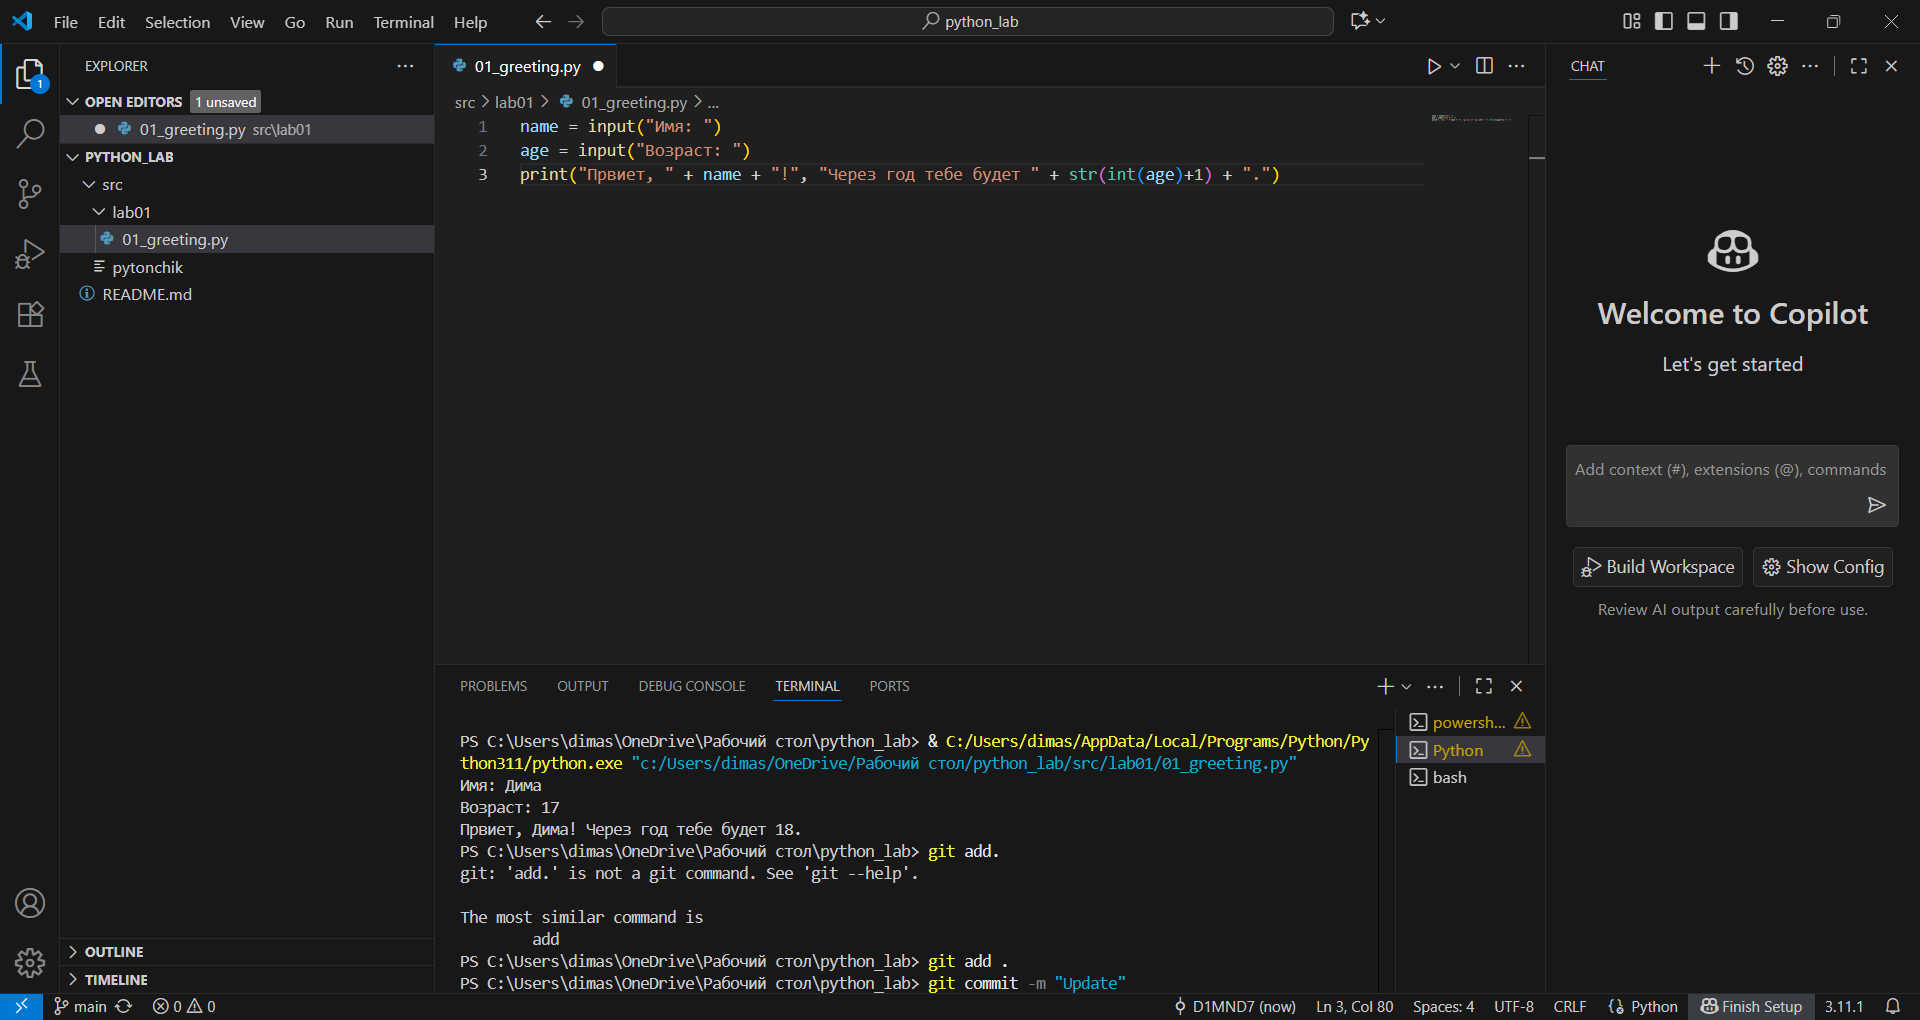 File Edit Selection View Go Run Terminal Help
python_lab
EXPLORER
OPEN EDITORS 1 unsaved
01_greeting.py src\lab01
PYTHON_LAB
src
lab01
01_greeting.py
pytonchik
README.md
OUTLINE
TIMELINE
1
01_greeting.py
src > lab01 > 01_greeting.py > ...
1 name = input("Имя: ")
2 age = input("Возраст: ")
3 print("Првиет, " + name + "!", "Через год тебе будет " + str(int(age)+1) + ".")
PROBLEMS OUTPUT DEBUG CONSOLE TERMINAL PORTS
PS C:\Users\dimas\OneDrive\Рабочий стол\python_lab> & C:/Users/dimas/AppData/Local/Programs/Python/Py
thon311/python.exe "c:/Users/dimas/OneDrive/Рабочий стол/python_lab/src/lab01/01_greeting.py"
Имя: Дима
Возраст: 17
Првиет, Дима! Через год тебе будет 18.
PS C:\Users\dimas\OneDrive\Рабочий стол\python_lab> git add.
git: 'add.' is not a git command. See 'git --help'.
The most similar command is
add
PS C:\Users\dimas\OneDrive\Рабочий стол\python_lab> git add .
PS C:\Users\dimas\OneDrive\Рабочий стол\python_lab> git commit -m "Update"
powersh...
Python
bash
CHAT
Welcome to Copilot
Let's get started
Add context (#), extensions (@), commands
Build Workspace Show Config
Review AI output carefully before use.
main 0 0 D1MND7 (now) Ln 3, Col 80 Spaces: 4 UTF-8 CRLF {} Python Finish Setup 3.11.1